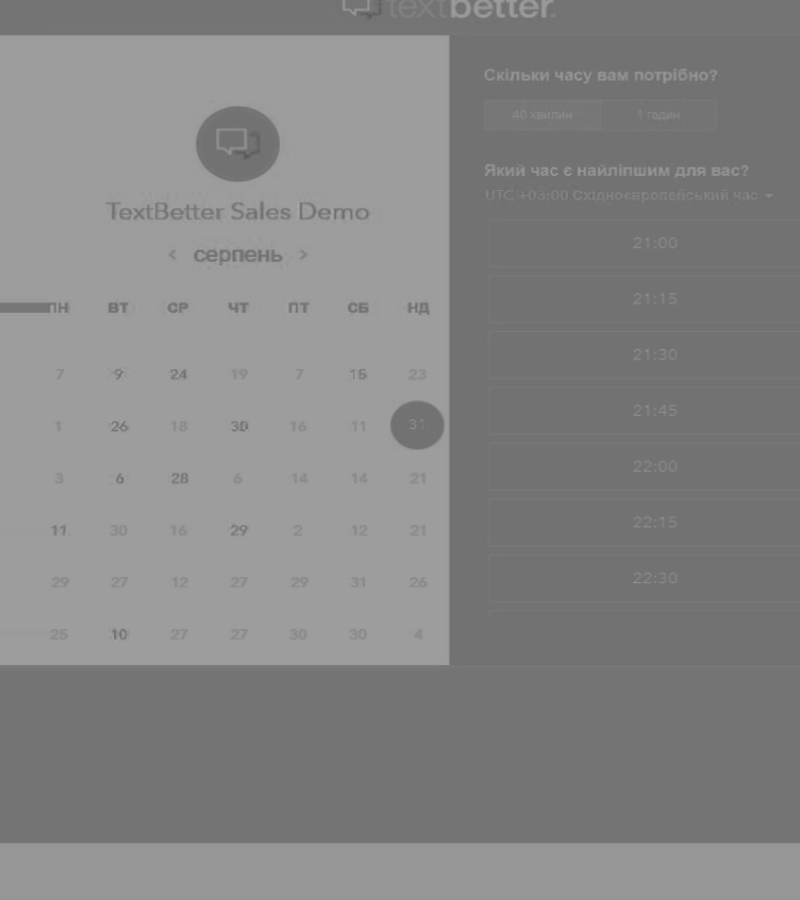 textbetter.
TextBetter Sales Demo
‹ серпень ›
ПН ВТ СР ЧТ ПТ СБ НД
7 9 24 19 7 15 23
1 26 18 30 16 11 31
3 6 28 6 14 14 21
11 30 16 29 2 12 21
29 27 12 27 29 31 26
25 10 27 27 30 30 4
Скільки часу вам потрібно?
40 хвилин 1 годин
Який час є найліпшим для вас?
UTC +03:00 Східноєвропейський час
21:00
21:15
21:30
21:45
22:00
22:15
22:30